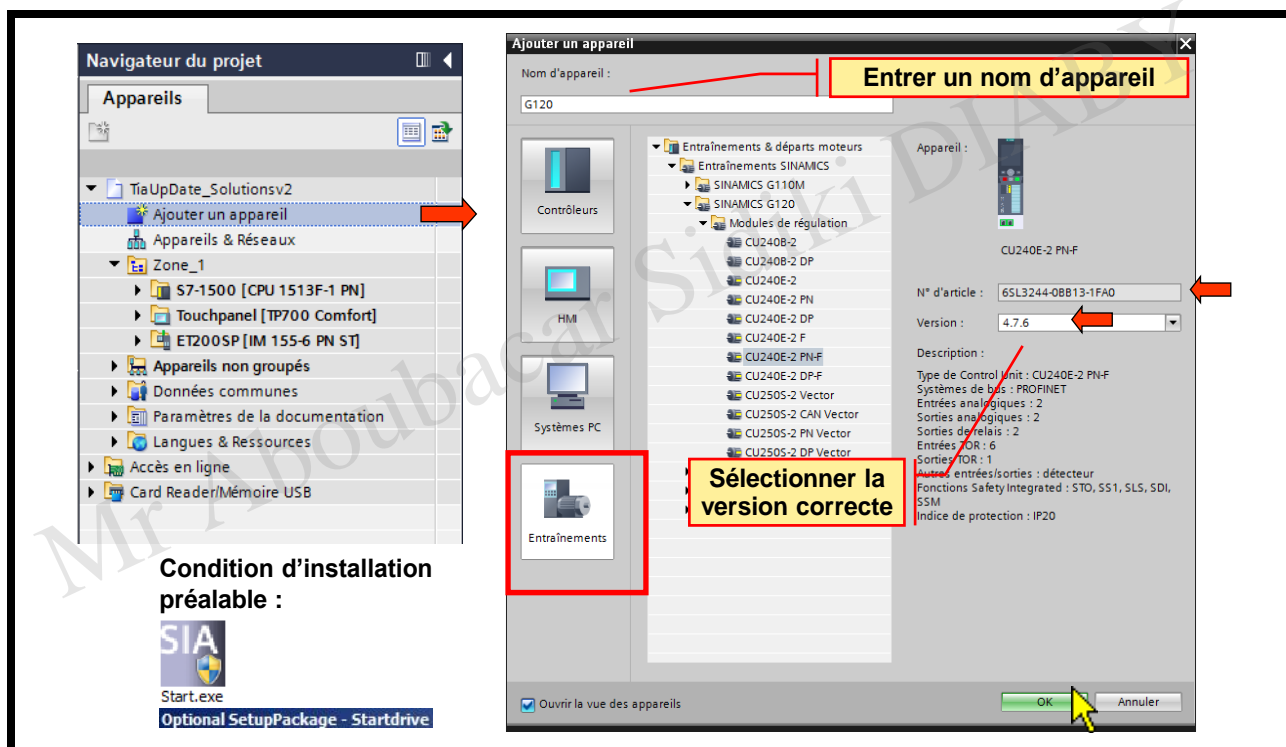 Navigateur du projet
Appareils
TiaUpDate_Solutionsv2
Ajouter un appareil
Appareils & Réseaux
Zone_1
S7-1500 [CPU 1513F-1 PN]
Touchpanel [TP700 Comfort]
ET200SP [IM 155-6 PN ST]
Appareils non groupés
Données communes
Paramètres de la documentation
Langues & Ressources
Accès en ligne
Card Reader/Mémoire USB
Condition d’installation
préalable :
SIA
Start.exe
Optional SetupPackage - Startdrive
Ajouter un appareil
Nom d'appareil :
Entrer un nom d’appareil
G120
Contrôleurs
HMI
Systèmes PC
Entraînements
Entraînements & départs moteurs
Entraînements SINAMICS
SINAMICS G110M
SINAMICS G120
Modules de régulation
CU240B-2
CU240B-2 DP
CU240E-2
CU240E-2 PN
CU240E-2 DP
CU240E-2 F
CU240E-2 PN-F
CU240E-2 DP-F
CU250S-2 Vector
CU250S-2 CAN Vector
CU250S-2 PN Vector
CU250S-2 DP Vector
Sélectionner la
version correcte
Appareil :
CU240E-2 PN-F
N° d'article :
6SL3244-0BB13-1FA0
Version :
4.7.6
Description :
Type de Control Unit : CU240E-2 PN-F
Systèmes de bus : PROFINET
Entrées analogiques : 2
Sorties analogiques : 2
Sorties de relais : 2
Entrées TOR : 6
Sorties TOR : 1
Autres entrées/sorties : détecteur
Fonctions Safety Integrated : STO, SS1, SLS, SDI,
SSM
Indice de protection : IP20
Ouvrir la vue des appareils
OK
Annuler
Mr Aboubacar Sidiki DIABY